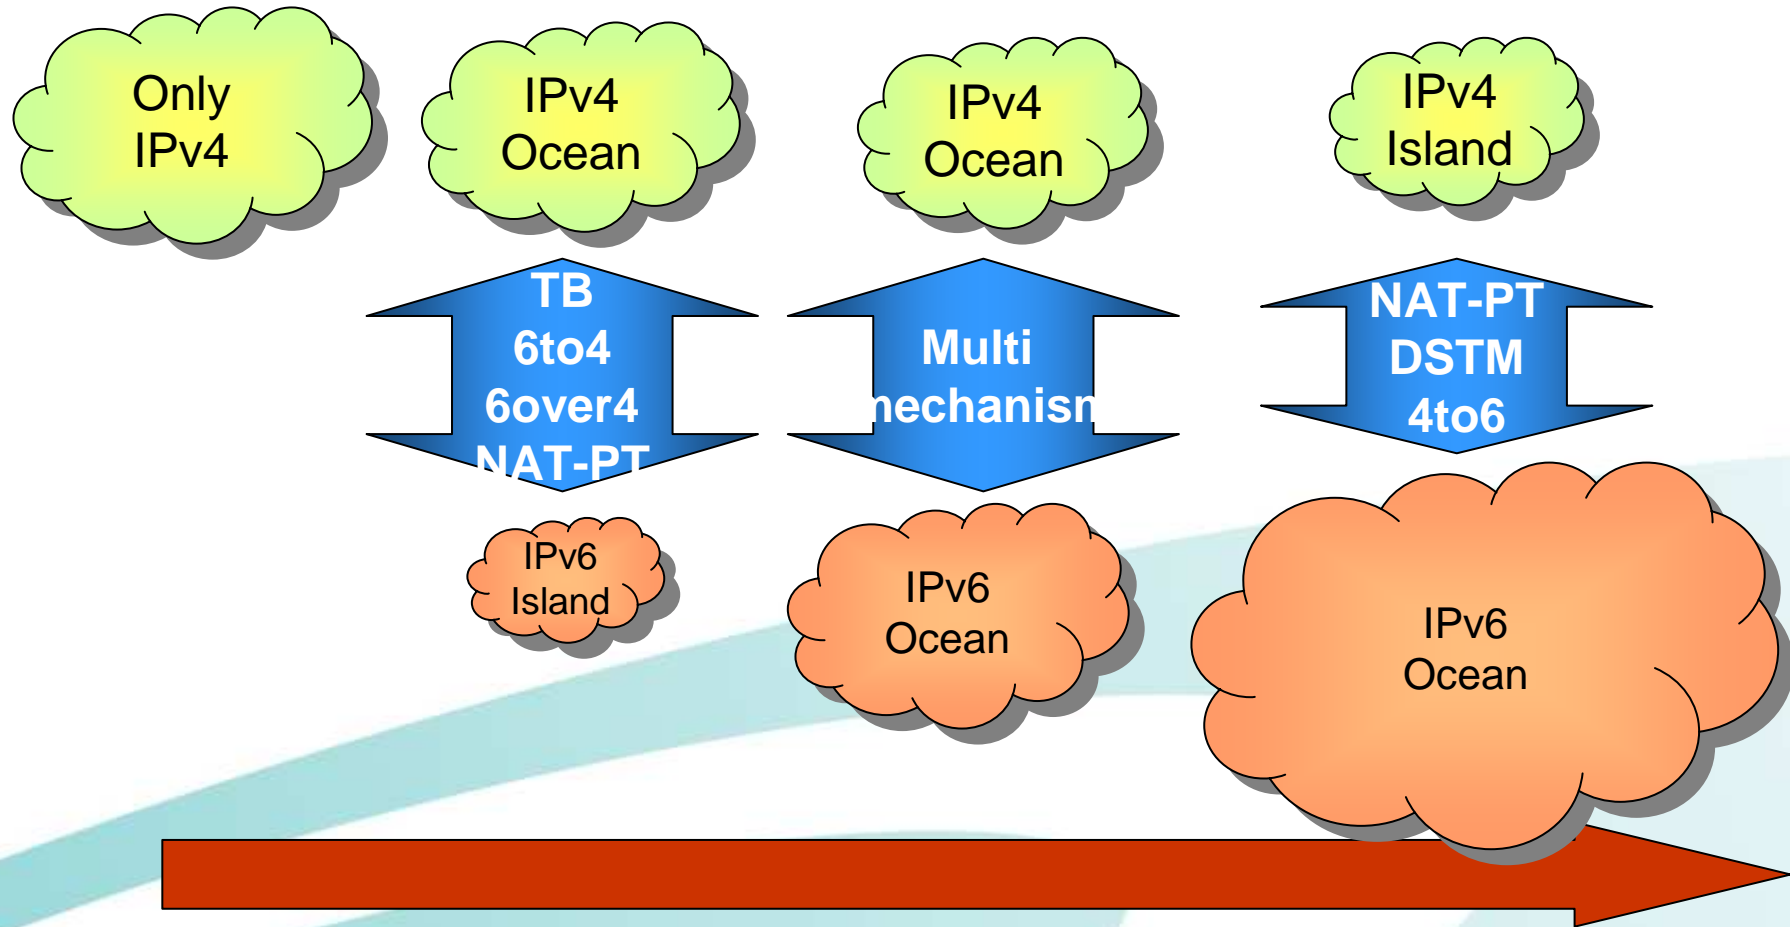 Only
IPv4
IPv4
Ocean
IPv4
Ocean
IPv4
Island
TB
6to4
6over4
NAT-PT
Multi
mechanism
NAT-PT
DSTM
4to6
IPv6
Island
IPv6
Ocean
IPv6
Ocean